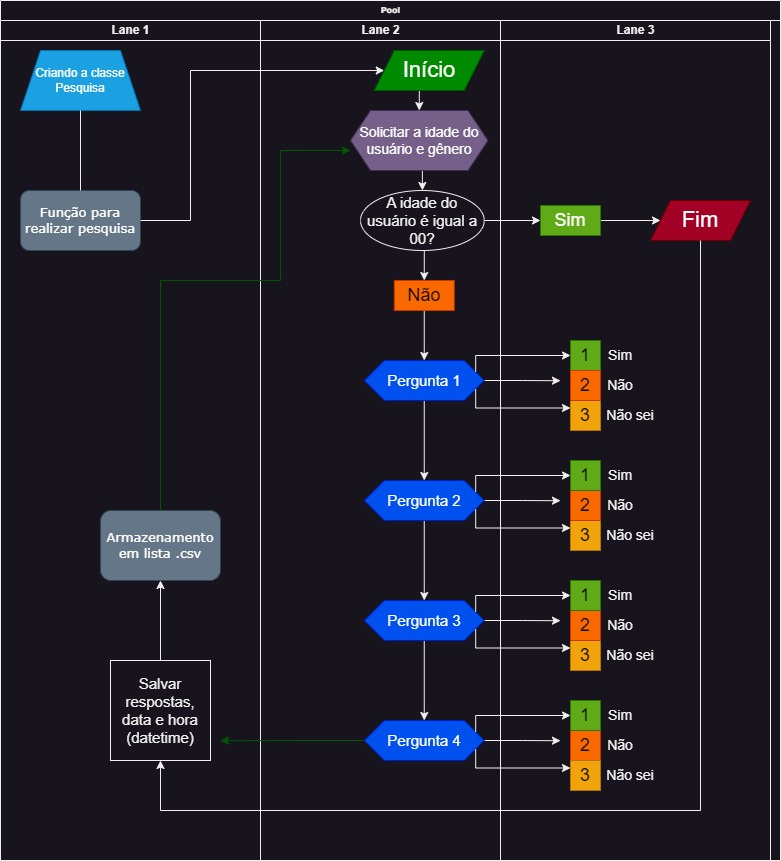 Pool
Lane 1
Lane 2
Lane 3
Criando a classe
Pesquisa
Início
Solicitar a idade do
usuário e gênero
Função para
realizar pesquisa
A idade do
usuário é igual a
00?
Sim
Fim
Não
Pergunta 1
1 Sim
2 Não
3 Não sei
Pergunta 2
1 Sim
2 Não
3 Não sei
Armazenamento
em lista .csv
Pergunta 3
1 Sim
2 Não
3 Não sei
Salvar
respostas,
data e hora
(datetime)
Pergunta 4
1 Sim
2 Não
3 Não sei